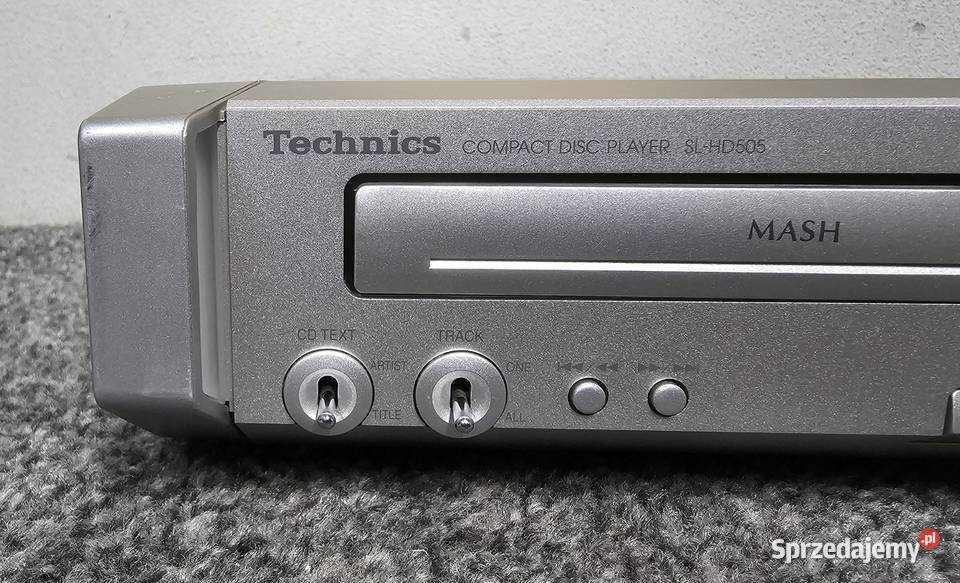 Technics COMPACT DISC PLAYER SL-HD505
MASH
CD TEXT
ARTIST
TITLE
TRACK
ONE
ALL
Sprzedajemy.pl